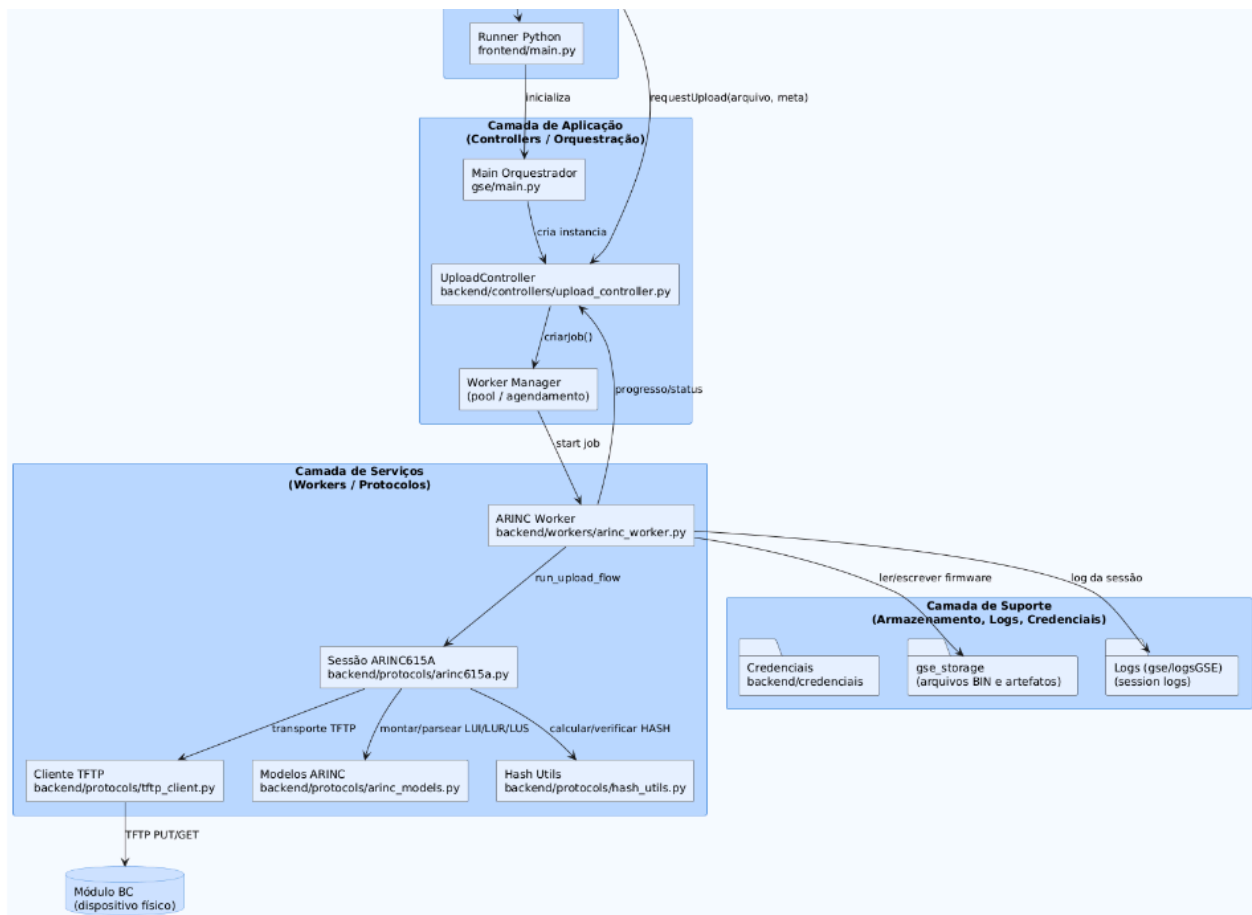 Runner Python
frontend/main.py
inicializa
requestUpload(arquivo, meta)
Camada de Aplicação
(Controllers / Orquestração)
Main Orquestrador
gse/main.py
cria instancia
UploadController
backend/controllers/upload_controller.py
criarJob()
Worker Manager
(pool / agendamento)
progresso/status
start job
Camada de Serviços
(Workers / Protocolos)
ARINC Worker
backend/workers/arinc_worker.py
run_upload_flow
ler/escrever firmware
log da sessão
Camada de Suporte
(Armazenamento, Logs, Credenciais)
Credenciais
backend/credenciais
gse_storage
(arquivos BIN e artefatos)
Logs (gse/logsGSE)
(session logs)
Sessão ARINC615A
backend/protocols/arinc615a.py
transporte TFTP
montar/parsear LUI/LUR/LUS
calcular/verificar HASH
Cliente TFTP
backend/protocols/tftp_client.py
Modelos ARINC
backend/protocols/arinc_models.py
Hash Utils
backend/protocols/hash_utils.py
TFTP PUT/GET
Módulo BC
(dispositivo físico)